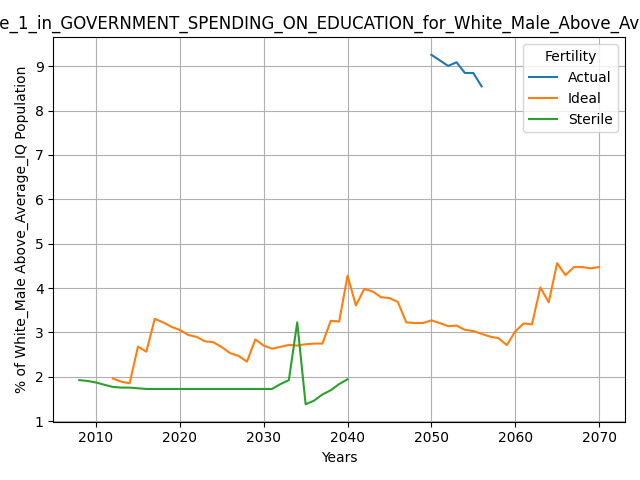 e_1_in_GOVERNMENT_SPENDING_ON_EDUCATION_for_White_Male_Above_Av
% of White_Male Above_Average_IQ Population
9
8
7
6
5
4
3
2
1
Fertility
Actual
Ideal
Sterile
2010 2020 2030 2040 2050 2060 2070
Years